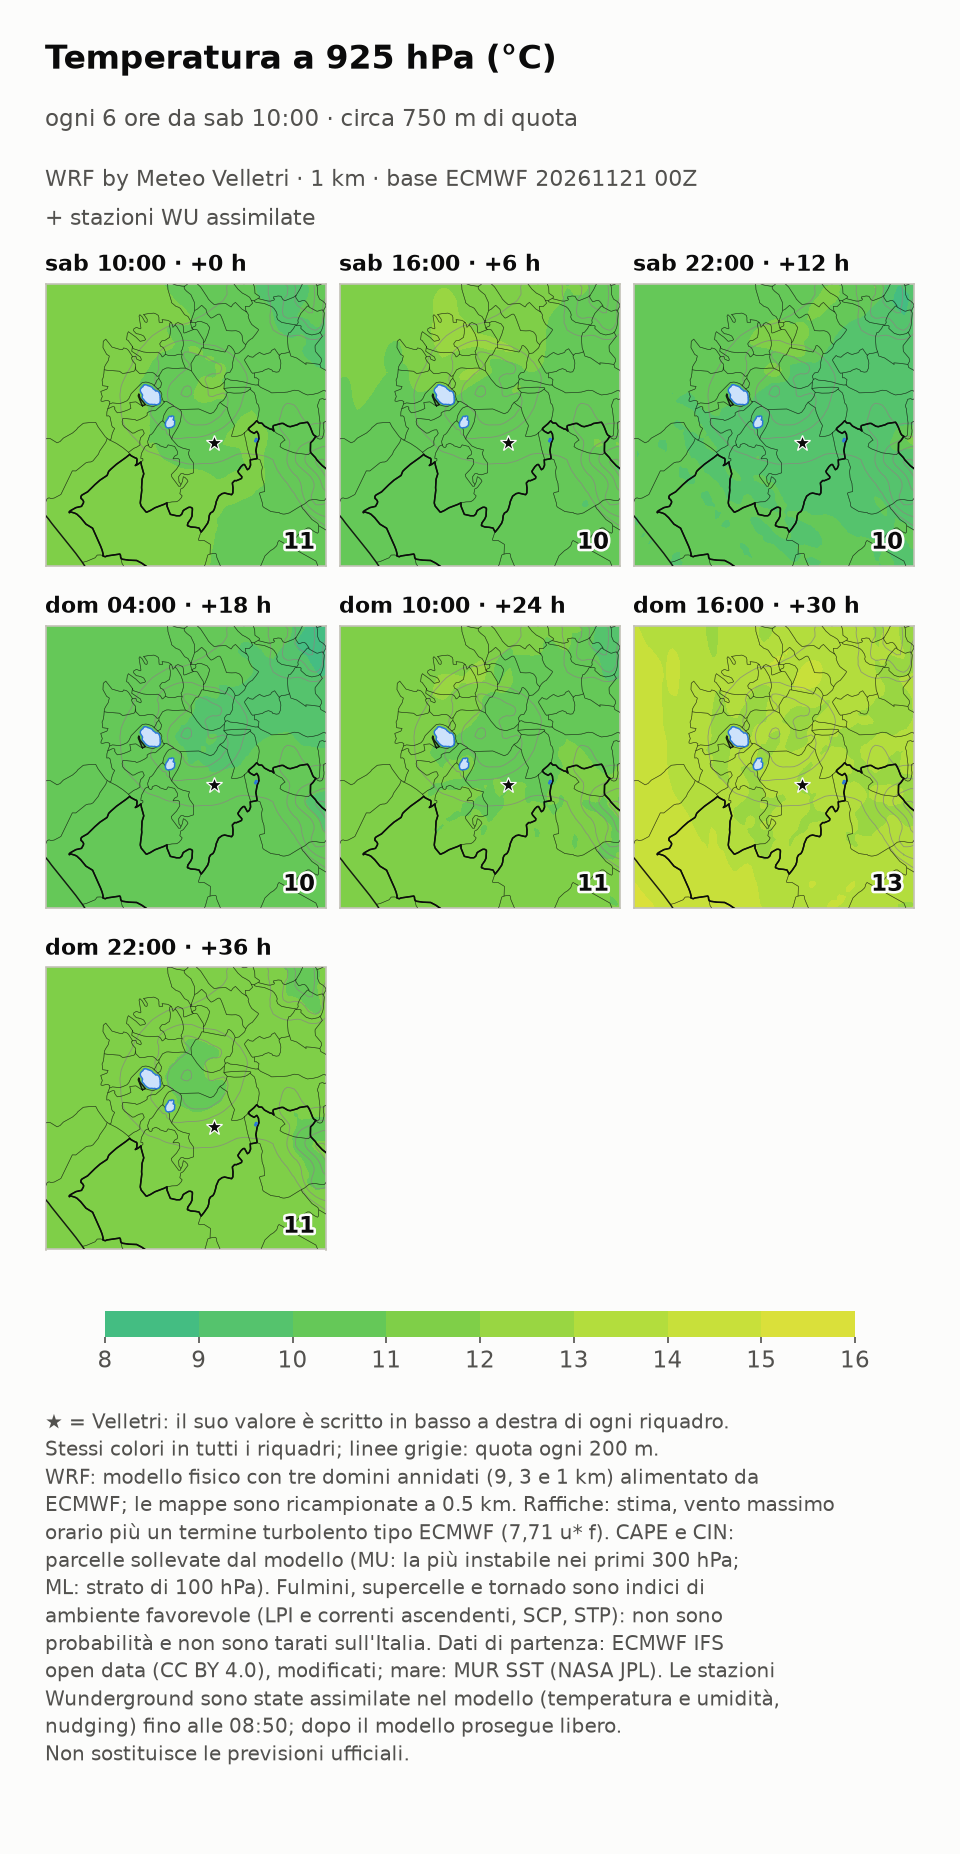 Temperatura a 925 hPa (°C)
ogni 6 ore da sab 10:00 · circa 750 m di quota
WRF by Meteo Velletri · 1 km · base ECMWF 20261121 00Z
+ stazioni WU assimilate
sab 10:00 · +0 h
sab 16:00 · +6 h
sab 22:00 · +12 h
11
10
10
dom 04:00 · +18 h
dom 10:00 · +24 h
dom 16:00 · +30 h
10
11
13
dom 22:00 · +36 h
11
8 9 10 11 12 13 14 15 16
★ = Velletri: il suo valore è scritto in basso a destra di ogni riquadro.
Stessi colori in tutti i riquadri; linee grigie: quota ogni 200 m.
WRF: modello fisico con tre domini annidati (9, 3 e 1 km) alimentato da
ECMWF; le mappe sono ricampionate a 0.5 km. Raffiche: stima, vento massimo
orario più un termine turbolento tipo ECMWF (7,71 u* f). CAPE e CIN:
parcelle sollevate dal modello (MU: la più instabile nei primi 300 hPa;
ML: strato di 100 hPa). Fulmini, supercelle e tornado sono indici di
ambiente favorevole (LPI e correnti ascendenti, SCP, STP): non sono
probabilità e non sono tarati sull'Italia. Dati di partenza: ECMWF IFS
open data (CC BY 4.0), modificati; mare: MUR SST (NASA JPL). Le stazioni
Wunderground sono state assimilate nel modello (temperatura e umidità,
nudging) fino alle 08:50; dopo il modello prosegue libero.
Non sostituisce le previsioni ufficiali.